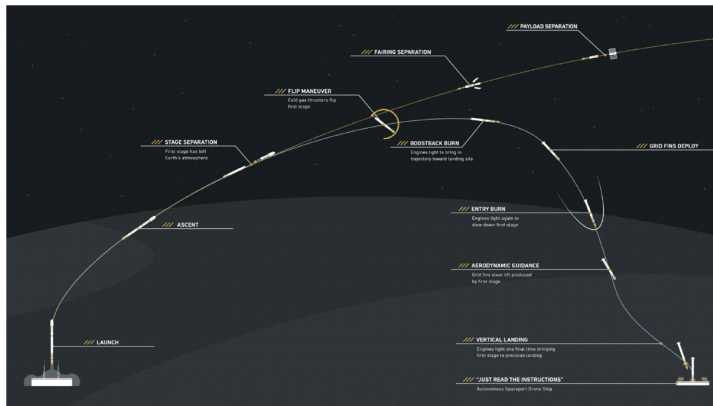 /// PAYLOAD SEPARATION
/// FAIRING SEPARATION
/// FLIP MANEUVER
Cold gas thrusters flip
first stage
/// STAGE SEPARATION
First stage has left
Earth's atmosphere
/// BOOSTBACK BURN
Engines light to bring in
trajectory toward landing site
/// GRID FINS DEPLOY
/// ASCENT
/// ENTRY BURN
Engines light again to
slow down first stage
/// AERODYNAMIC GUIDANCE
Grid fins steer lift produced
by first stage
/// LAUNCH
/// VERTICAL LANDING
Engines light one final time bringing
first stage to precision landing
/// "JUST READ THE INSTRUCTIONS"
Autonomous Spaceport Drone Ship